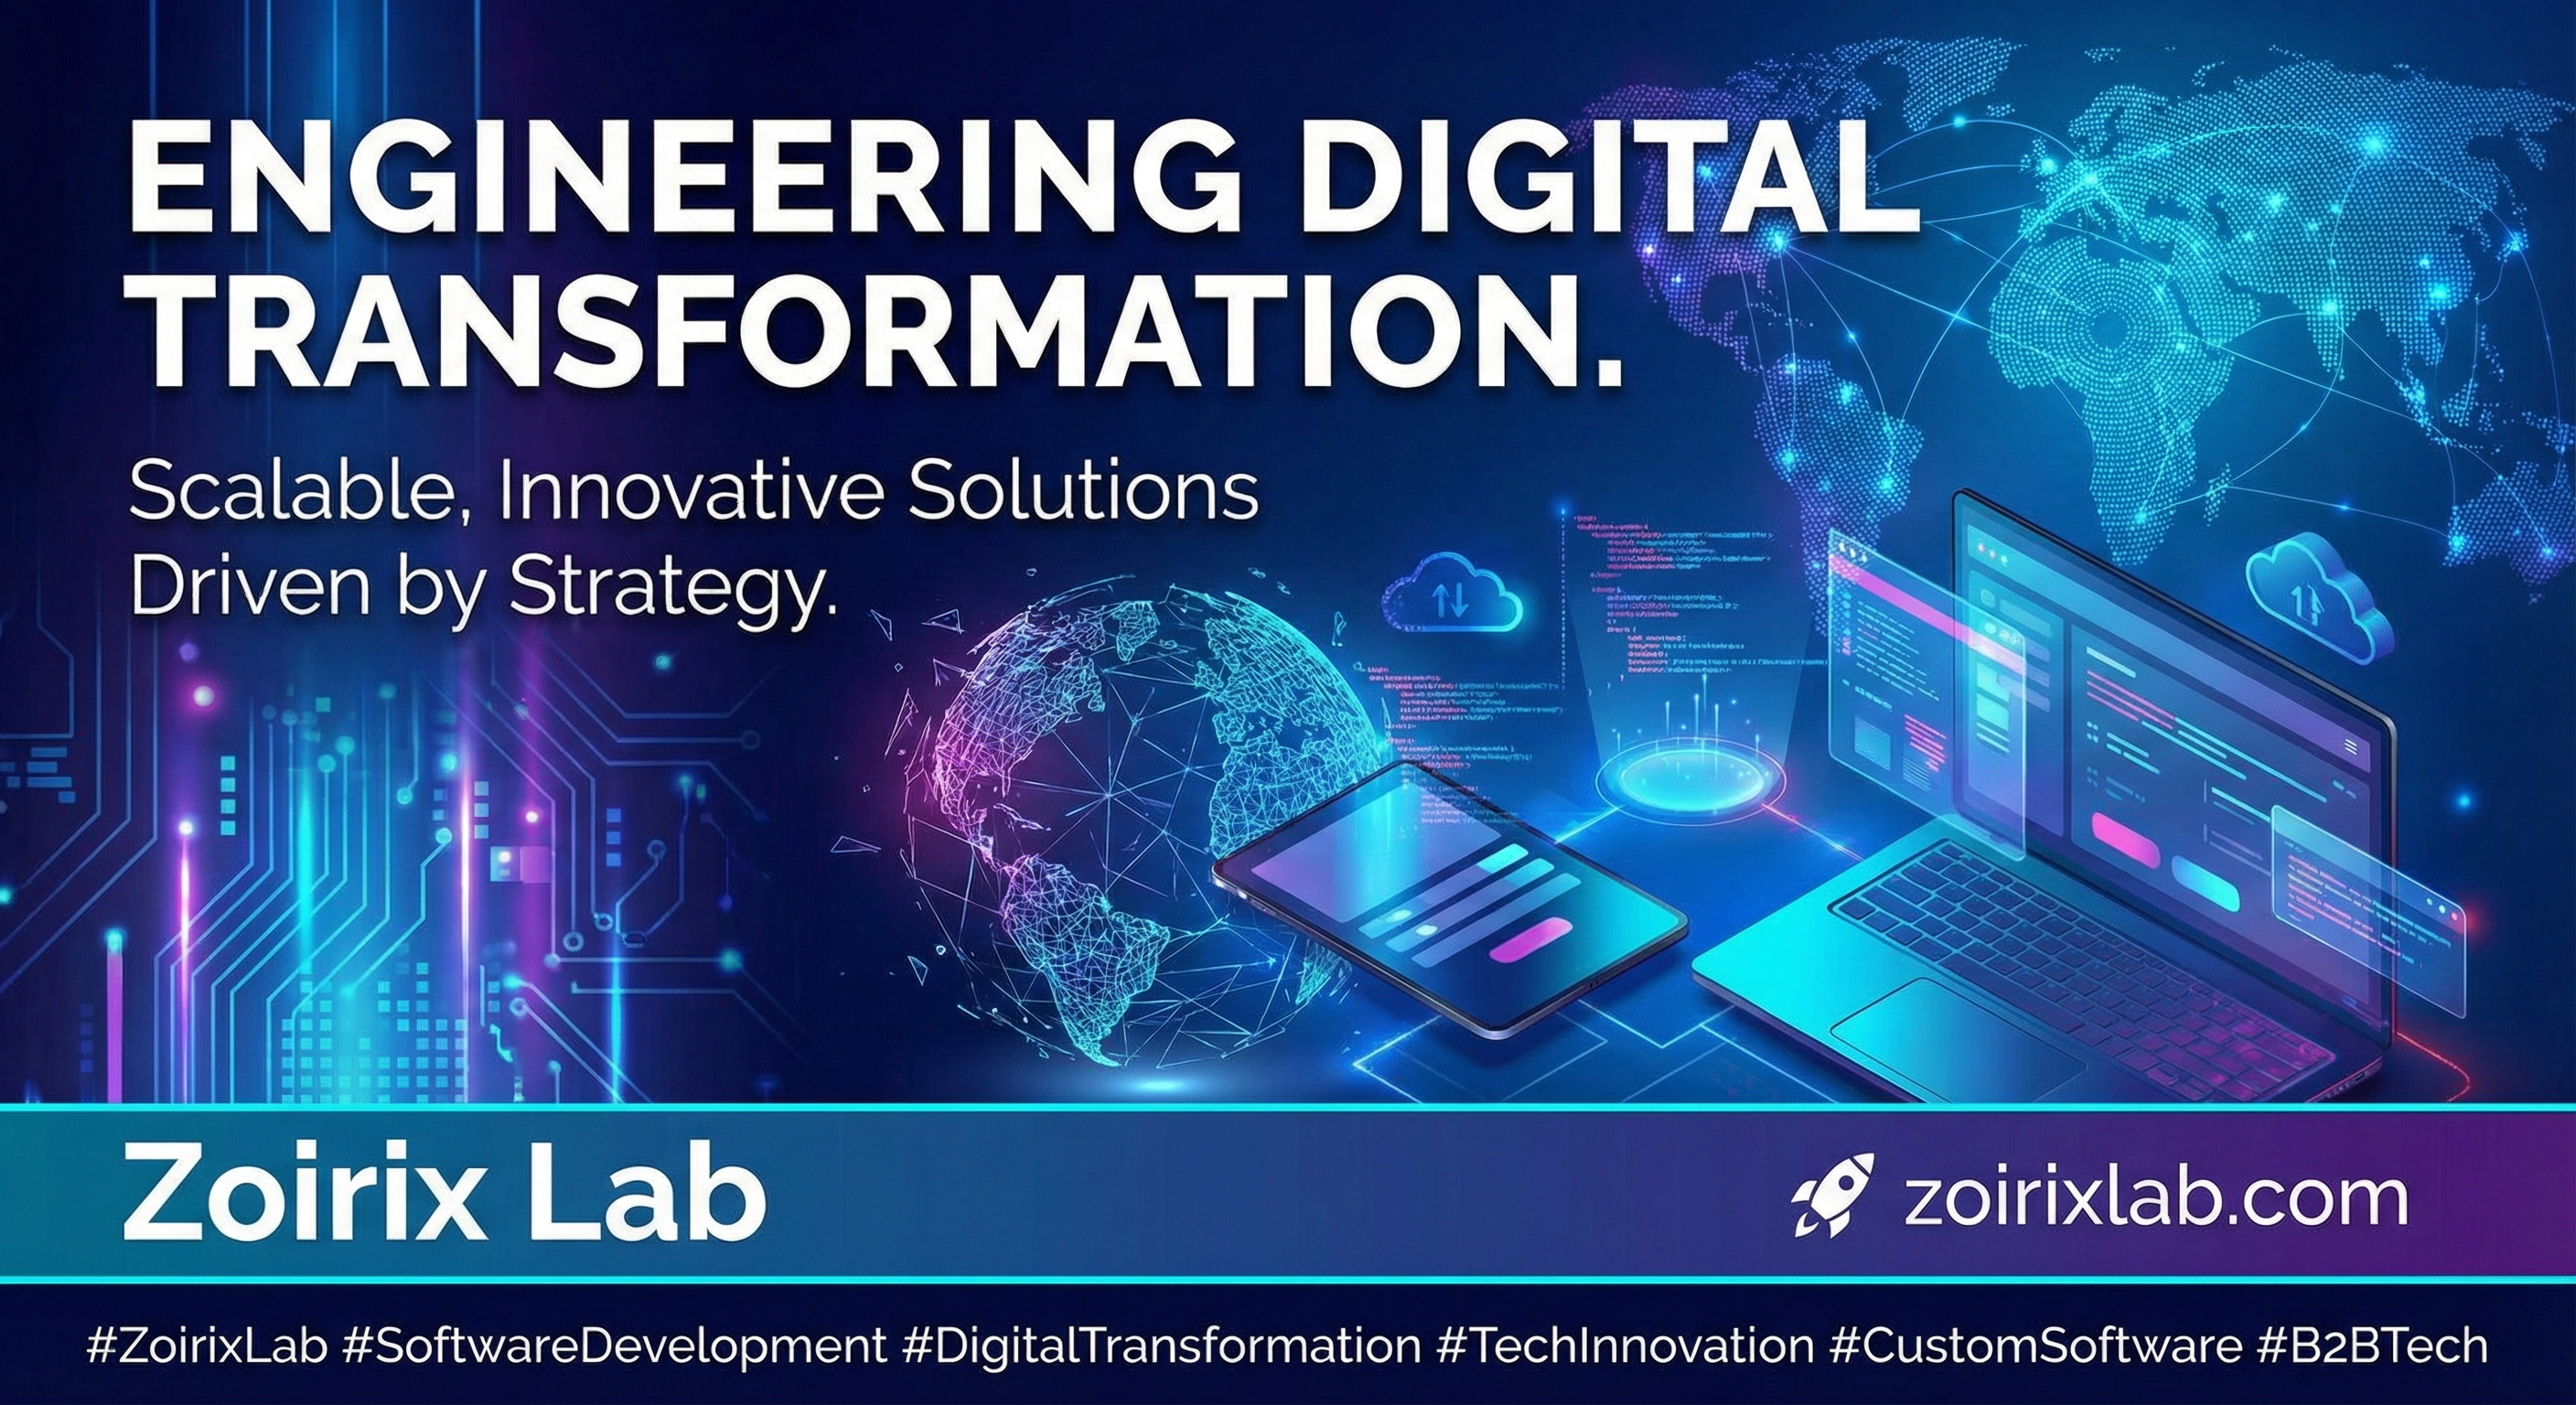 ENGINEERING DIGITAL
TRANSFORMATION.
Scalable, Innovative Solutions
Driven by Strategy.
Zoirix Lab
zoirixlab.com
#ZoirixLab #SoftwareDevelopment #DigitalTransformation #TechInnovation #CustomSoftware #B2BTech